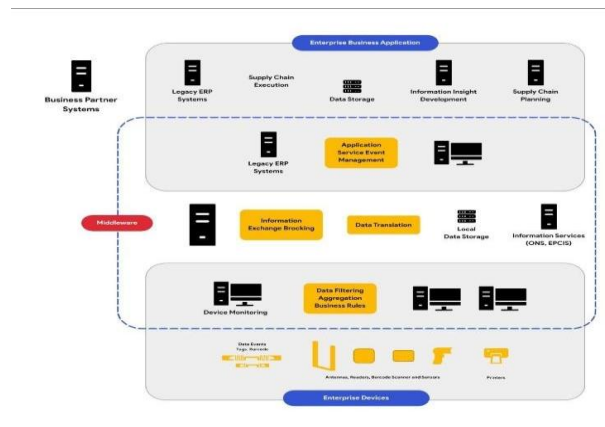 Enterprise Business Application
Business Partner
Systems
Legacy ERP
Systems
Supply Chain
Execution
Data Storage
Information Insight
Development
Supply Chain
Planning
Legacy ERP
Systems
Application
Service Event
Management
Middleware
Information
Exchange Brocking
Data Translation
Local
Data Storage
Information Services
(ONS, EPCIS)
Device Monitoring
Data Filtering
Aggregation
Business Rules
Data Events
Antennas, Readers, Barcode Scanner and Sensors
Printers
Enterprise Devices